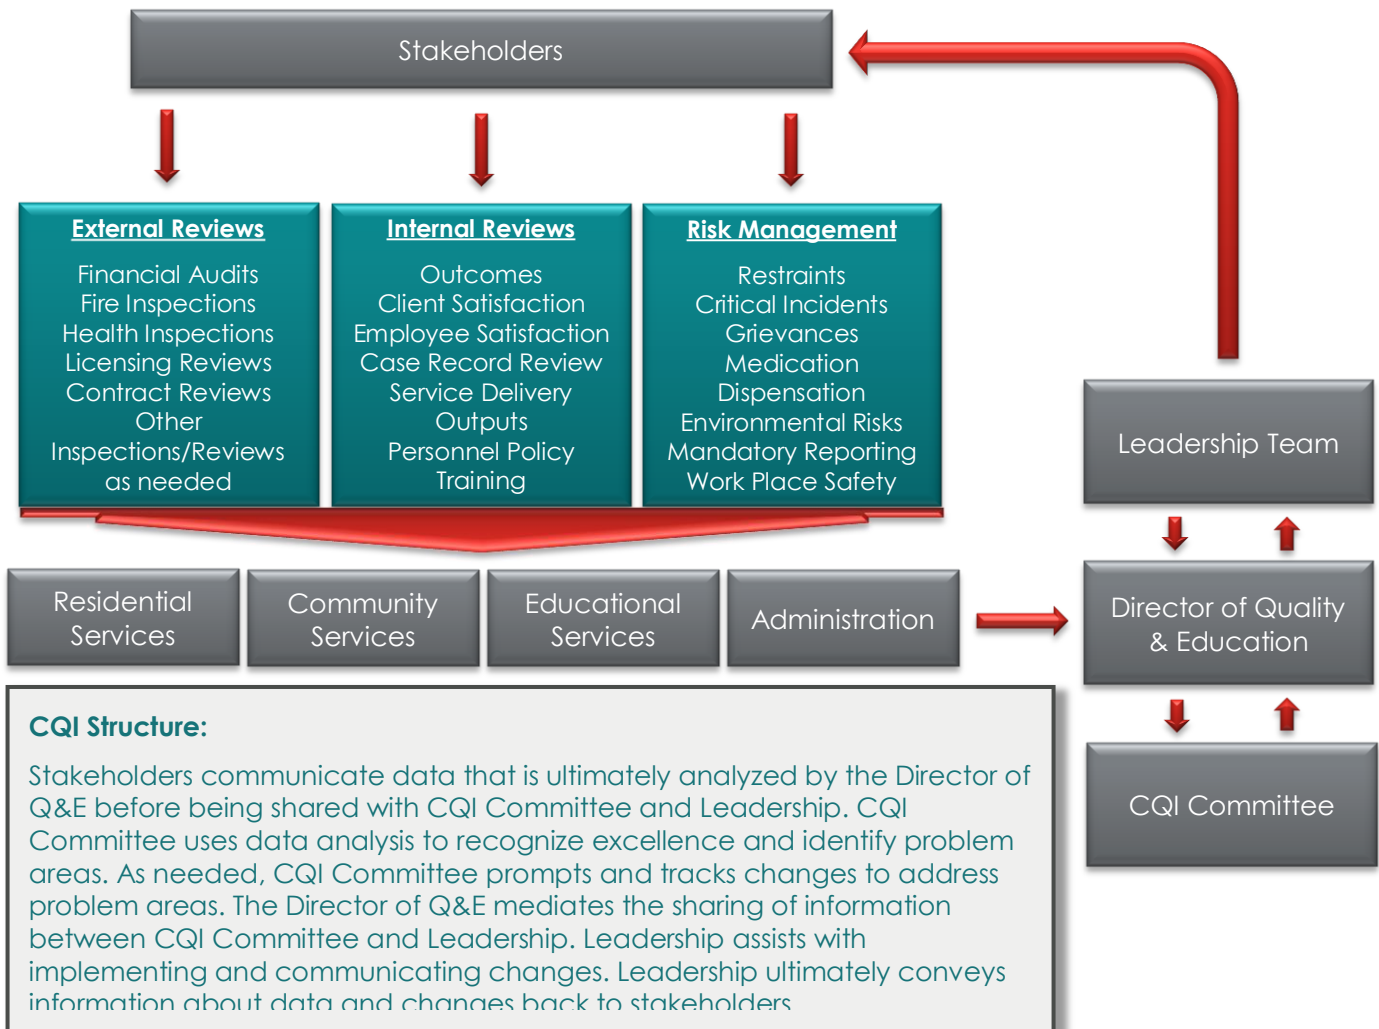 Stakeholders
External Reviews
Financial Audits
Fire Inspections
Health Inspections
Licensing Reviews
Contract Reviews
Other
Inspections/Reviews
as needed
Internal Reviews
Outcomes
Client Satisfaction
Employee Satisfaction
Case Record Review
Service Delivery
Outputs
Personnel Policy
Training
Risk Management
Restraints
Critical Incidents
Grievances
Medication
Dispensation
Environmental Risks
Mandatory Reporting
Work Place Safety
Leadership Team
Residential
Services
Community
Services
Educational
Services
Administration
Director of Quality
& Education
CQI Committee
CQI Structure:
Stakeholders communicate data that is ultimately analyzed by the Director of
Q&E before being shared with CQI Committee and Leadership. CQI
Committee uses data analysis to recognize excellence and identify problem
areas. As needed, CQI Committee prompts and tracks changes to address
problem areas. The Director of Q&E mediates the sharing of information
between CQI Committee and Leadership. Leadership assists with
implementing and communicating changes. Leadership ultimately conveys
information about data and changes back to stakeholders